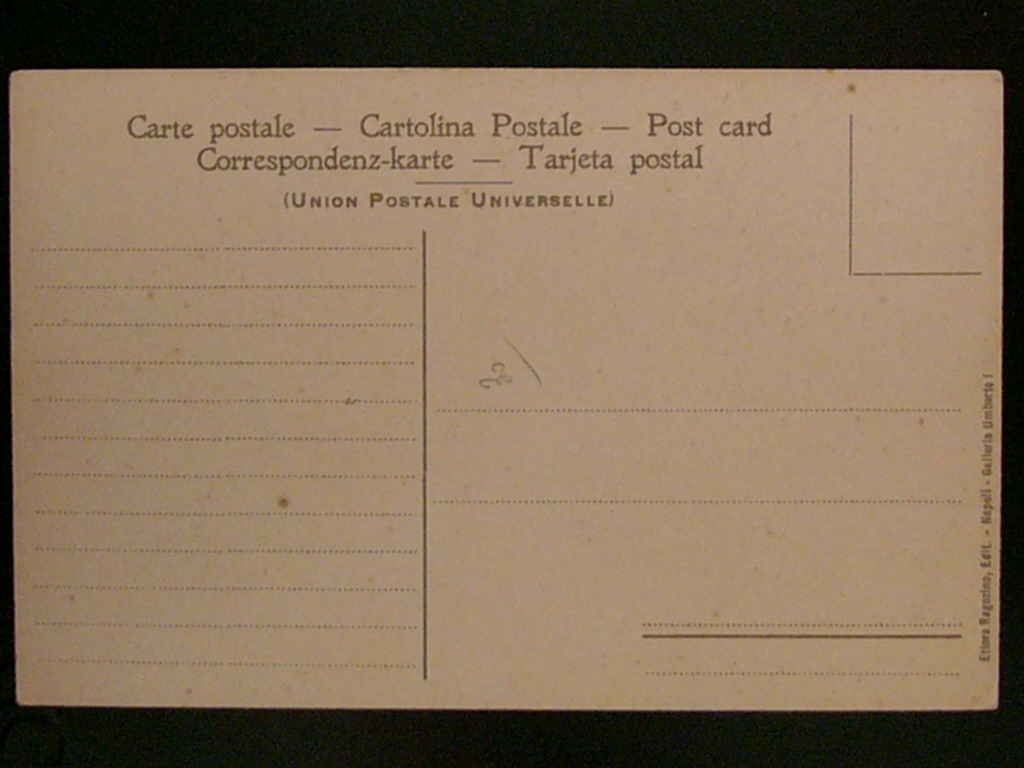 Carte postale — Cartolina Postale — Post card
Correspondenz-karte — Tarjeta postal
(UNION POSTALE UNIVERSELLE)
Ettore Ragozino, Edit. - Napoli - Galleria Umberto I